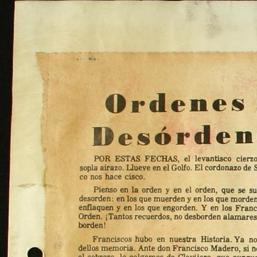 Ordenes
Desórden
POR ESTAS FECHAS, el levantisco cierzo
sopla airazo. Llueve en el Golfo. El cordonazo de S
co nos hace cisco.
Pienso en la orden y en el orden, que se su
desorden: en los que muerden y en los que morden
enflaquen y en los que engorden. Y en los Franc
Orden. ¡Tantos recuerdos, no desborden alamares
borden!
Franciscos hubo en nuestra Historia. Ya no
dellos memoria. Ante don Francisco Madero, si n